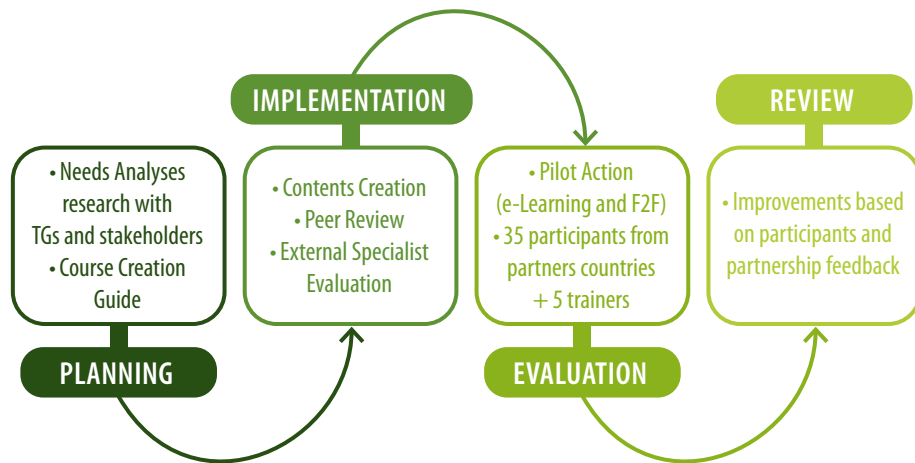 • Needs Analyses
research with
TGs and stakeholders
• Course Creation
Guide
PLANNING
IMPLEMENTATION
• Contents Creation
• Peer Review
• External Specialist
Evaluation
• Pilot Action
(e-Learning and F2F)
• 35 participants from
partners countries
+ 5 trainers
EVALUATION
REVIEW
• Improvements based
on participants and
partnership feedback